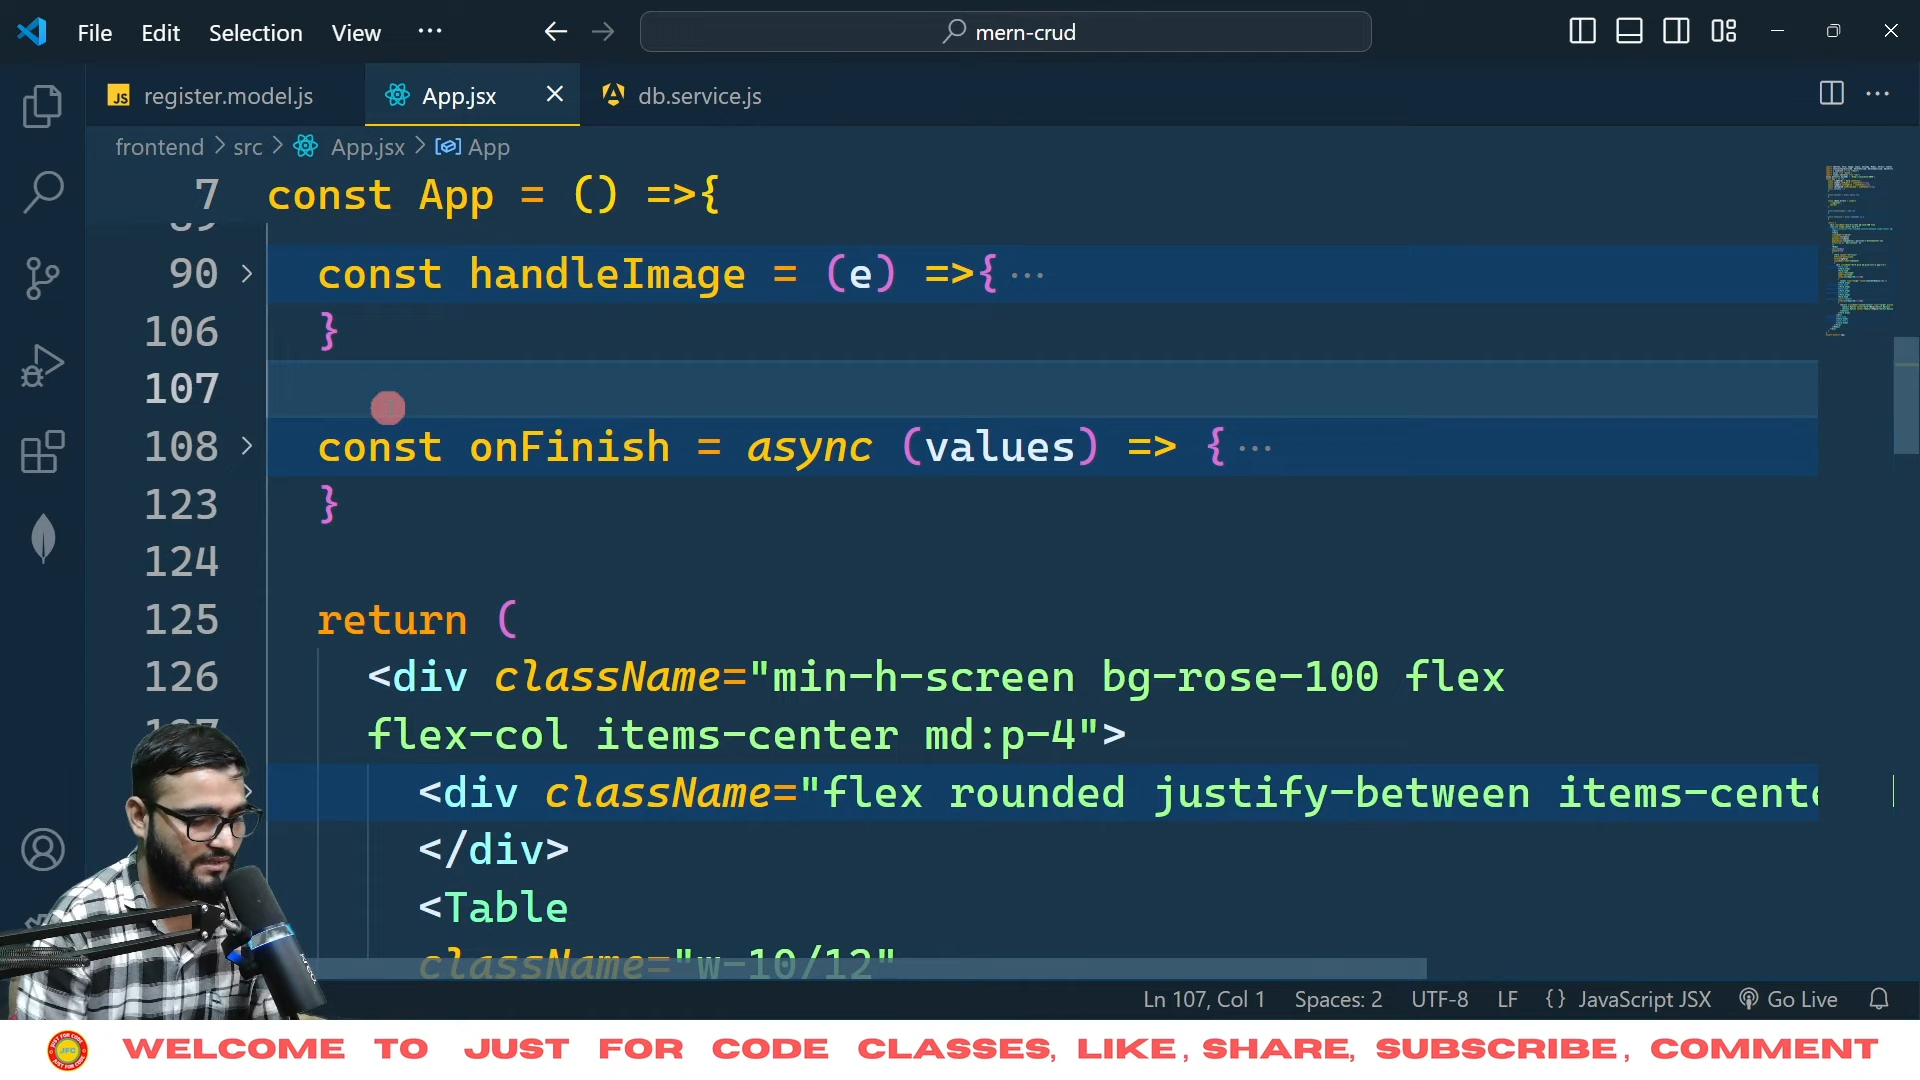 File Edit Selection View ··· mern-crud
JS register.model.js App.jsx db.service.js
frontend > src > App.jsx > App
7 const App = () =>{
89
90 const handleImage = (e) =>{ ···
106 }
107
108 const onFinish = async (values) => { ···
123 }
124
125 return (
126 <div className="min-h-screen bg-rose-100 flex
flex-col items-center md:p-4">
127
<div className="flex rounded justify-between items-cente
</div>
<Table
className="w-10/12"
Ln 107, Col 1 Spaces: 2 UTF-8 LF {} JavaScript JSX Go Live
WELCOME TO JUST FOR CODE CLASSES, LIKE, SHARE, SUBSCRIBE, COMMENT